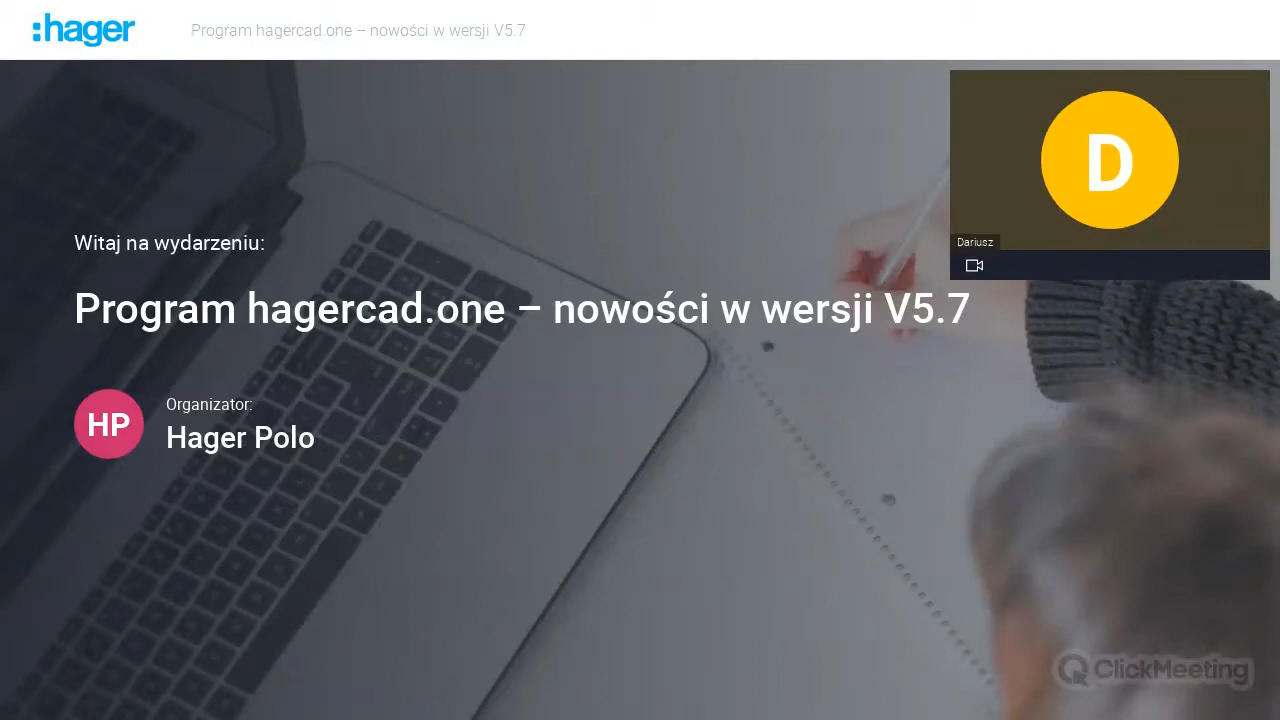 :hager
Program hagercad.one – nowości w wersji V5.7
D
Dariusz
Witaj na wydarzeniu:
Program hagercad.one – nowości w wersji V5.7
HP
Organizator:
Hager Polo
ClickMeeting